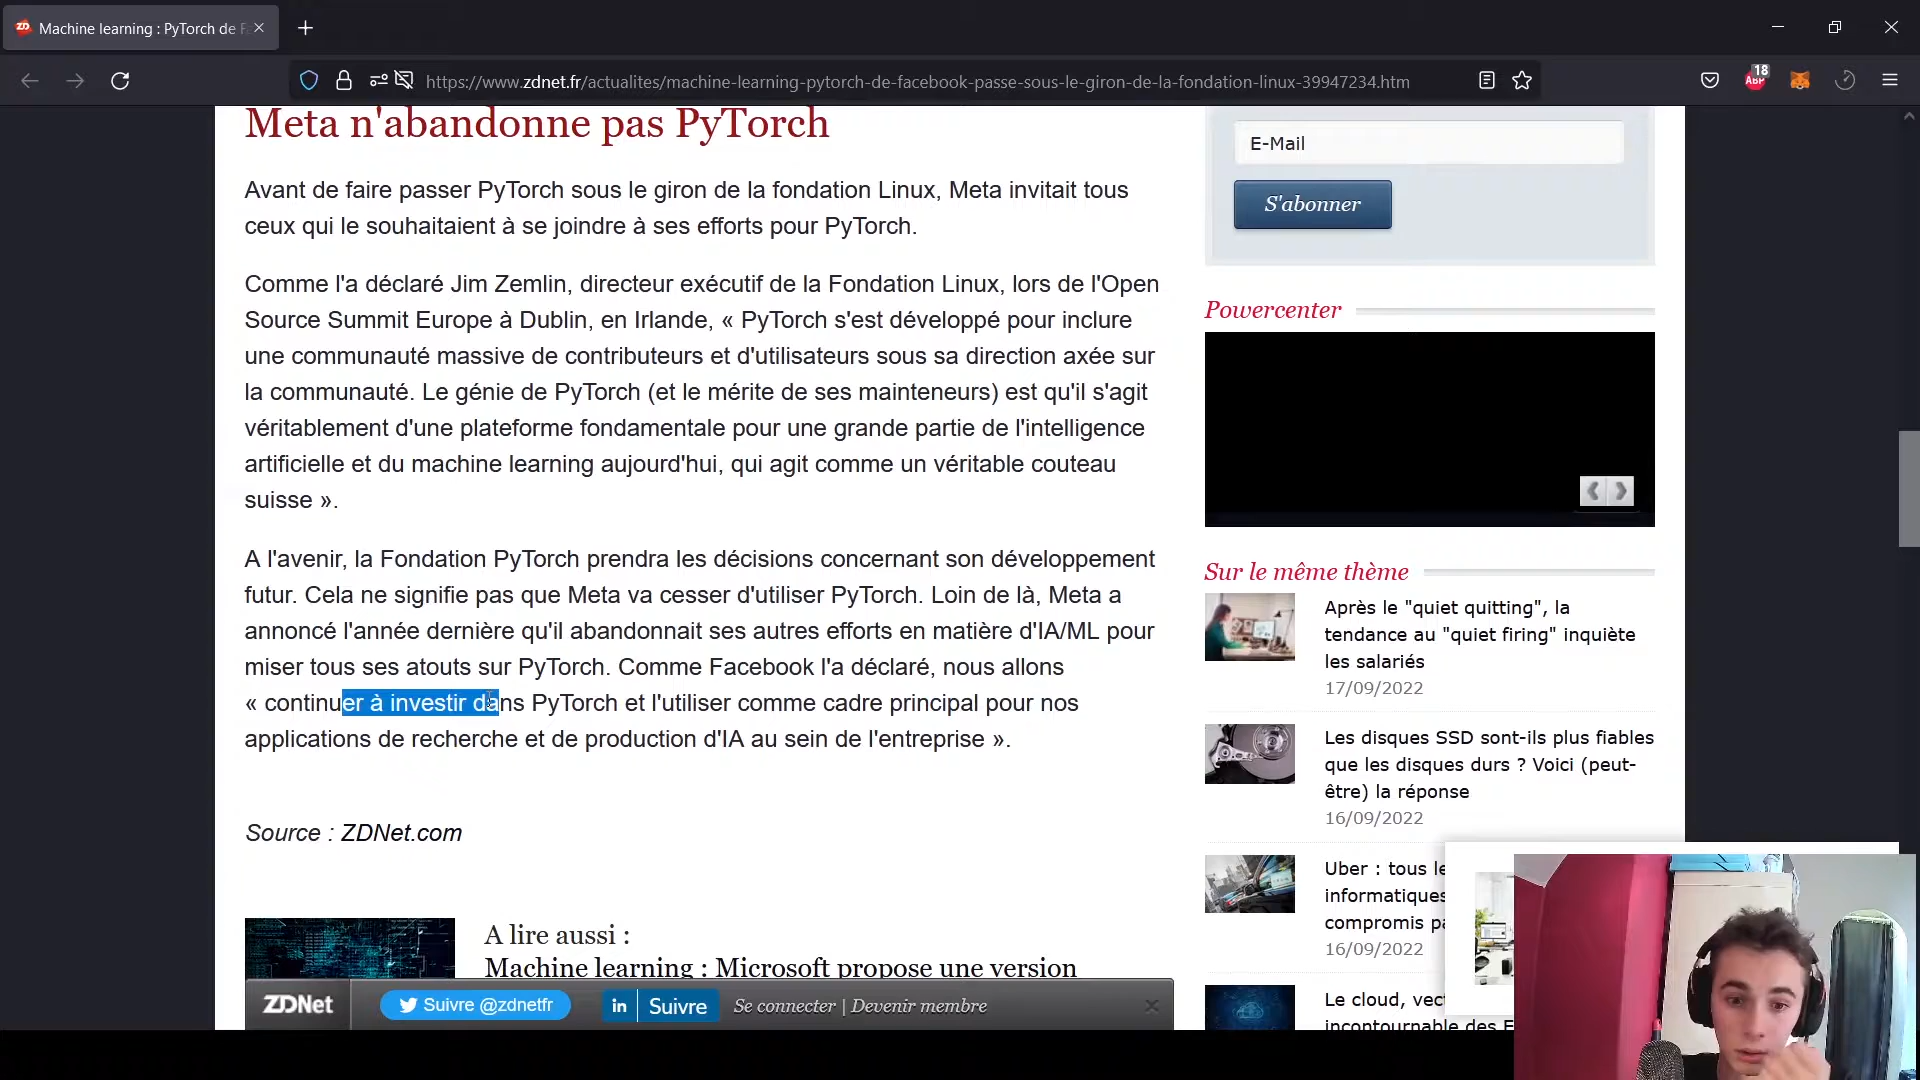 Machine learning : PyTorch de F
https://www.zdnet.fr/actualites/machine-learning-pytorch-de-facebook-passe-sous-le-giron-de-la-fondation-linux-39947234.htm
ABP
18
Meta n'abandonne pas PyTorch
Avant de faire passer PyTorch sous le giron de la fondation Linux, Meta invitait tous
ceux qui le souhaitaient à se joindre à ses efforts pour PyTorch.
Comme l'a déclaré Jim Zemlin, directeur exécutif de la Fondation Linux, lors de l'Open
Source Summit Europe à Dublin, en Irlande, « PyTorch s'est développé pour inclure
une communauté massive de contributeurs et d'utilisateurs sous sa direction axée sur
la communauté. Le génie de PyTorch (et le mérite de ses mainteneurs) est qu'il s'agit
véritablement d'une plateforme fondamentale pour une grande partie de l'intelligence
artificielle et du machine learning aujourd'hui, qui agit comme un véritable couteau
suisse ».
A l'avenir, la Fondation PyTorch prendra les décisions concernant son développement
futur. Cela ne signifie pas que Meta va cesser d'utiliser PyTorch. Loin de là, Meta a
annoncé l'année dernière qu'il abandonnait ses autres efforts en matière d'IA/ML pour
miser tous ses atouts sur PyTorch. Comme Facebook l'a déclaré, nous allons
« continuer à investir dans PyTorch et l'utiliser comme cadre principal pour nos
applications de recherche et de production d'IA au sein de l'entreprise ».
Source : ZDNet.com
A lire aussi :
Machine learning : Microsoft propose une version
ZDNet
Suivre @zdnetfr
in Suivre
Se connecter | Devenir membre
E-Mail
S'abonner
Powercenter
Sur le même thème
Après le "quiet quitting", la
tendance au "quiet firing" inquiète
les salariés
17/09/2022
Les disques SSD sont-ils plus fiables
que les disques durs ? Voici (peut-
être) la réponse
16/09/2022
Uber : tous le
informatiques
compromis pa
16/09/2022
Le cloud, vect
incontournable des E